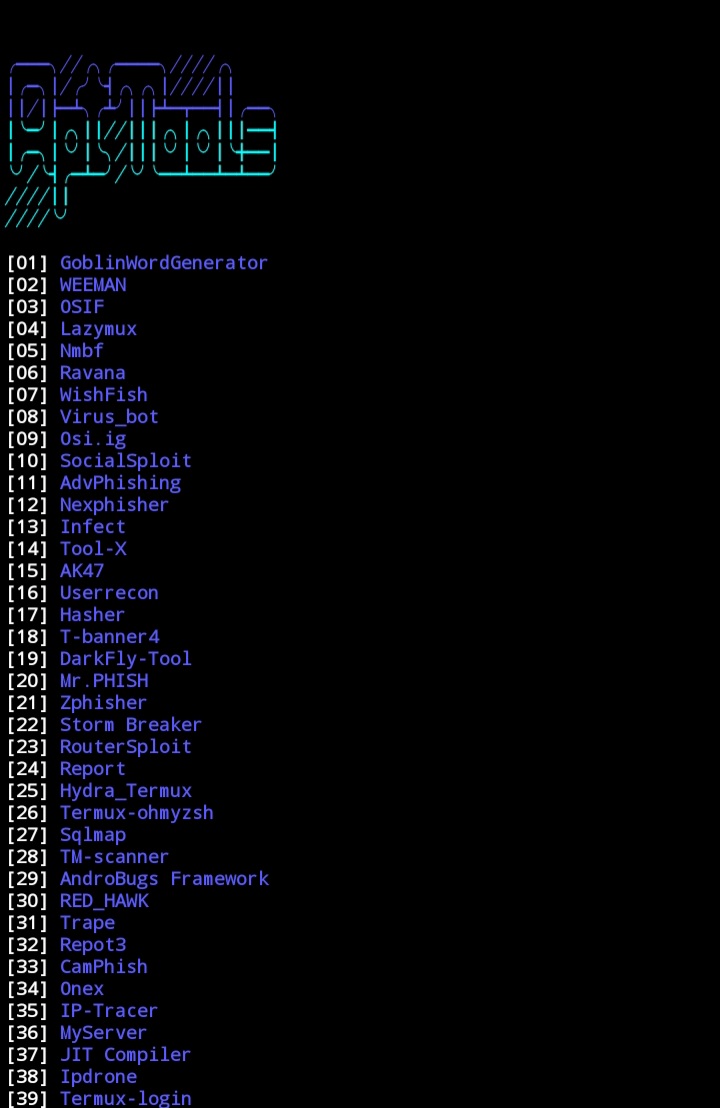 AptTools
[01] GoblinWordGenerator
[02] WEEMAN
[03] OSIF
[04] Lazymux
[05] Nmbf
[06] Ravana
[07] WishFish
[08] Virus_bot
[09] Osi.ig
[10] SocialSploit
[11] AdvPhishing
[12] Nexphisher
[13] Infect
[14] Tool-X
[15] AK47
[16] Userrecon
[17] Hasher
[18] T-banner4
[19] DarkFly-Tool
[20] Mr.PHISH
[21] Zphisher
[22] Storm Breaker
[23] RouterSploit
[24] Report
[25] Hydra_Termux
[26] Termux-ohmyzsh
[27] Sqlmap
[28] TM-scanner
[29] AndroBugs Framework
[30] RED_HAWK
[31] Trape
[32] Repot3
[33] CamPhish
[34] Onex
[35] IP-Tracer
[36] MyServer
[37] JIT Compiler
[38] Ipdrone
[39] Termux-login